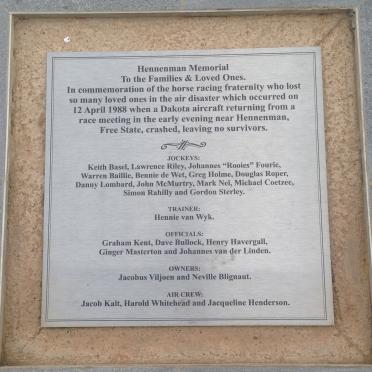 Hennenman Memorial
To the Families & Loved Ones.
In commemoration of the horse racing fraternity who lost
so many loved ones in the air disaster which occurred on
12 April 1988 when a Dakota aircraft returning from a
race meeting in the early evening near Hennenman,
Free State, crashed, leaving no survivors.
JOCKEYS:
Keith Basel, Lawrence Riley, Johannes "Rooies" Fourie,
Warren Baillie, Bennie de Wet, Greg Holme, Douglas Roper,
Danny Lombard, John McMurtry, Mark Nel, Michael Coetzee,
Simon Rahilly and Gordon Sterley.
TRAINER:
Hennie van Wyk.
OFFICIALS:
Graham Kent, Dave Bullock, Henry Havergall,
Ginger Masterton and Johannes van der Linden.
OWNERS:
Jacobus Viljoen and Neville Blignaut.
AIR CREW:
Jacob Kalt, Harold Whitehead and Jacqueline Henderson.